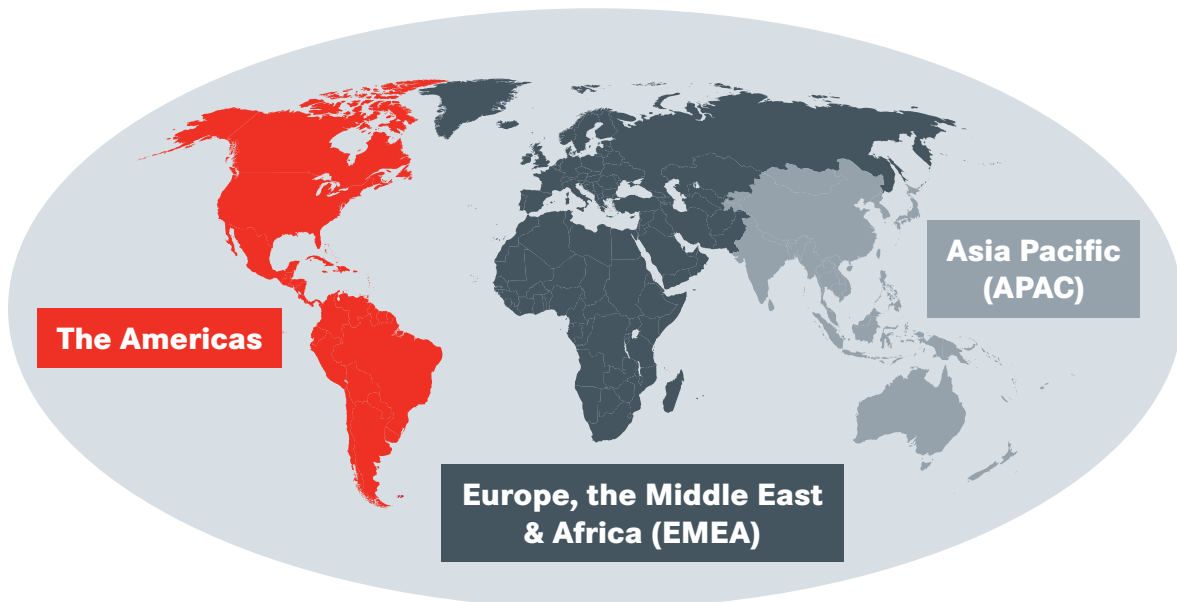 The Americas
Asia Pacific
(APAC)
Europe, the Middle East
& Africa (EMEA)